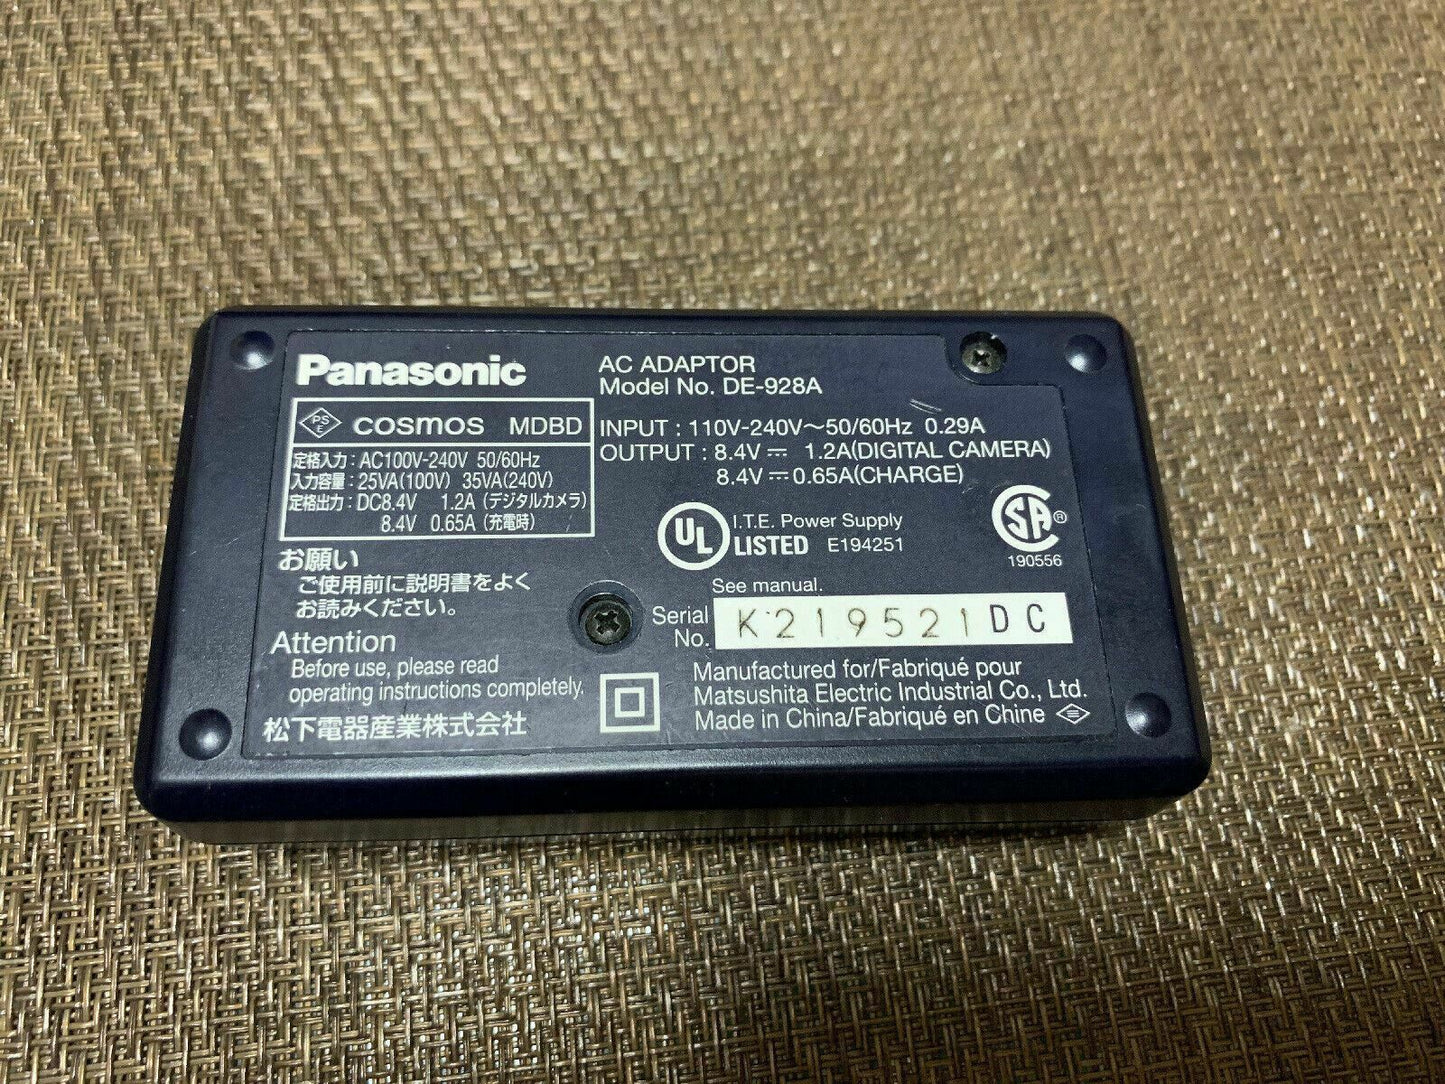 Panasonic
PS E COSMOS MDBD
定格入力：AC100V-240V 50/60Hz
入力容量：25VA(100V) 35VA(240V)
定格出力：DC8.4V 1.2A (デジタルカメラ)
8.4V 0.65A (充電時)
お願い
ご使用前に説明書をよく
お読みください。
Attention
Before use, please read
operating instructions completely.
松下電器産業株式会社
AC ADAPTOR
Model No. DE-928A
INPUT : 110V-240V～50/60Hz 0.29A
OUTPUT : 8.4V ⎓ 1.2A(DIGITAL CAMERA)
8.4V ⎓ 0.65A(CHARGE)
UL I.T.E. Power Supply
LISTED E194251
SA ®
190556
See manual.
Serial
No. K219521DC
Manufactured for/Fabriqué pour
Matsushita Electric Industrial Co., Ltd.
Made in China/Fabriqué en Chine